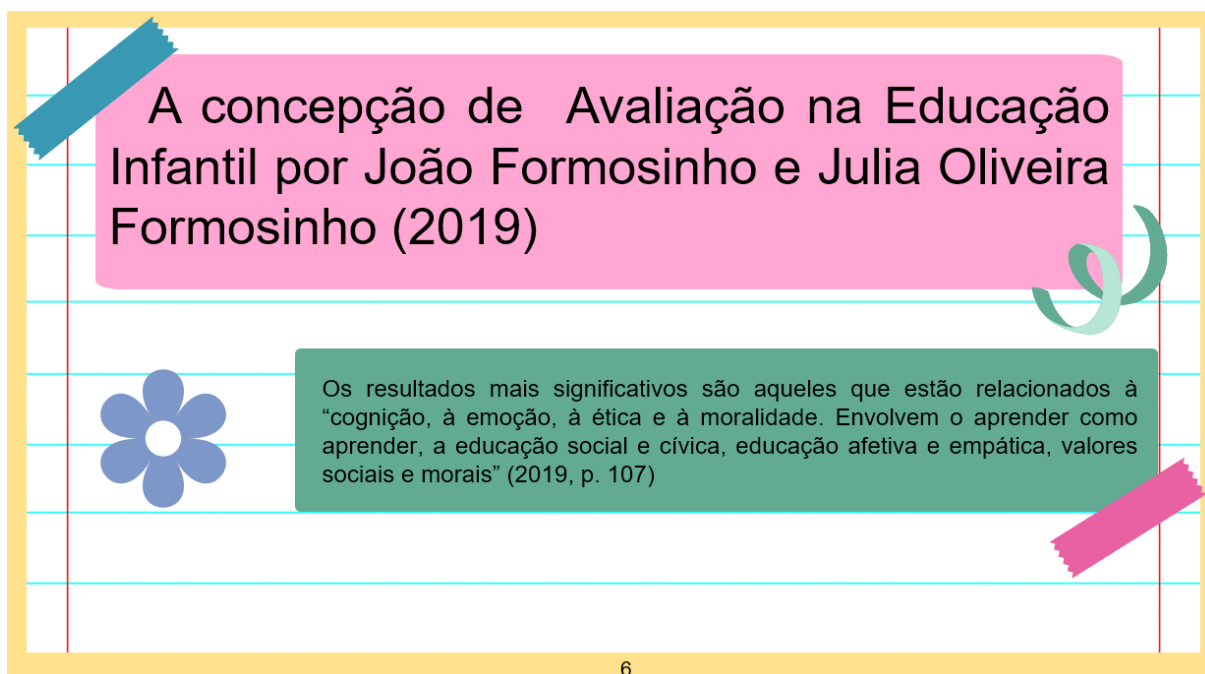 A concepção de Avaliação na Educação
Infantil por João Formosinho e Julia Oliveira
Formosinho (2019)
Os resultados mais significativos são aqueles que estão relacionados à
“cognição, à emoção, à ética e à moralidade. Envolvem o aprender como
aprender, a educação social e cívica, educação afetiva e empática, valores
sociais e morais” (2019, p. 107)
6